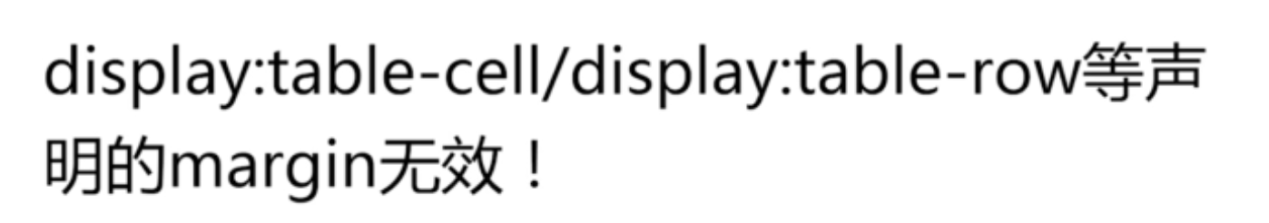 display:table-cell/display:table-row等声
明的margin无效！